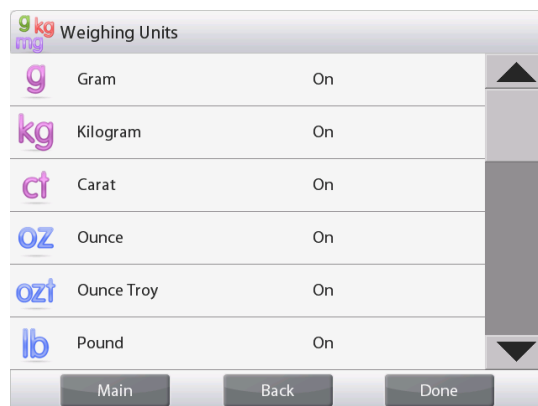 g kg mg Weighing Units
g Gram On
kg Kilogram On
ct Carat On
oz Ounce On
ozt Ounce Troy On
lb Pound On
Main Back Done